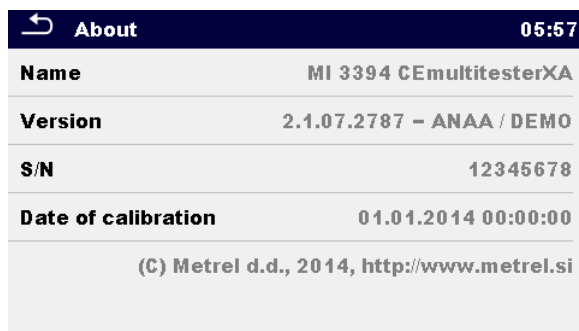 About 05:57
Name MI 3394 CEmultitesterXA
Version 2.1.07.2787 – ANAA / DEMO
S/N 12345678
Date of calibration 01.01.2014 00:00:00
(C) Metrel d.d., 2014, http://www.metrel.si